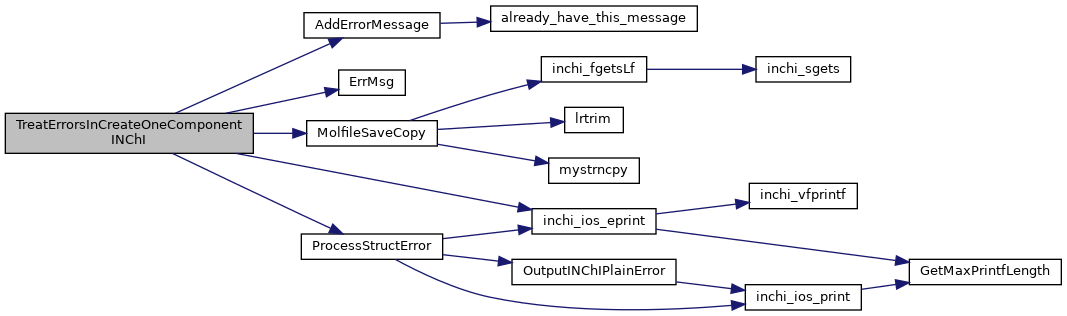 AddErrorMessage
already_have_this_message
ErrMsg
inchi_fgetsLf
inchi_sgets
TreatErrorsInCreateOneComponent
INChI
MolfileSaveCopy
lrtrim
mystrncpy
inchi_vfprintf
inchi_ios_eprint
ProcessStructError
OutputINChIPlainError
GetMaxPrintfLength
inchi_ios_print